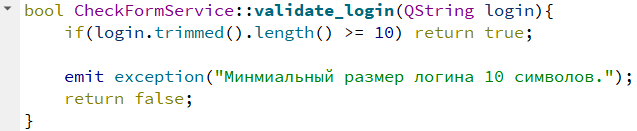 bool CheckFormService::validate_login(QString login){
if(login.trimmed().length() >= 10) return true;
emit exception("Минмиальный размер логина 10 символов.");
return false;
}